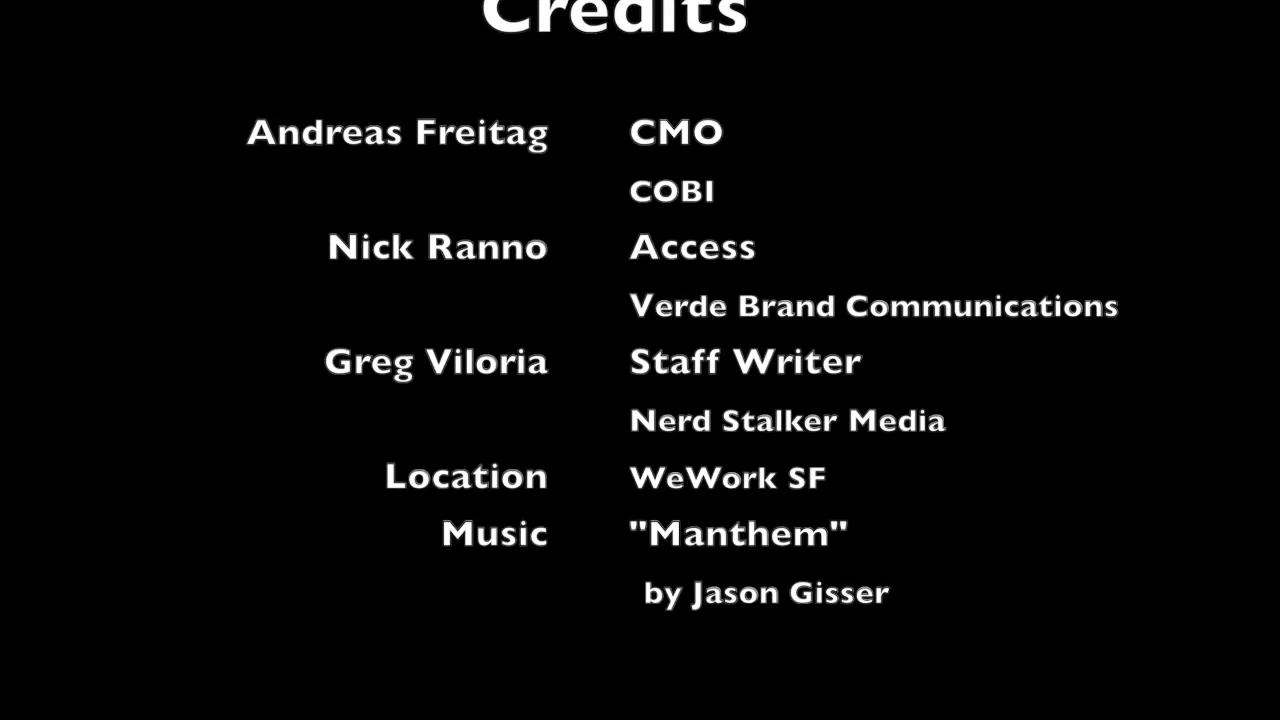 Credits
Andreas Freitag CMO
COBI
Nick Ranno Access
Verde Brand Communications
Greg Viloria Staff Writer
Nerd Stalker Media
Location WeWork SF
Music "Manthem"
by Jason Gisser